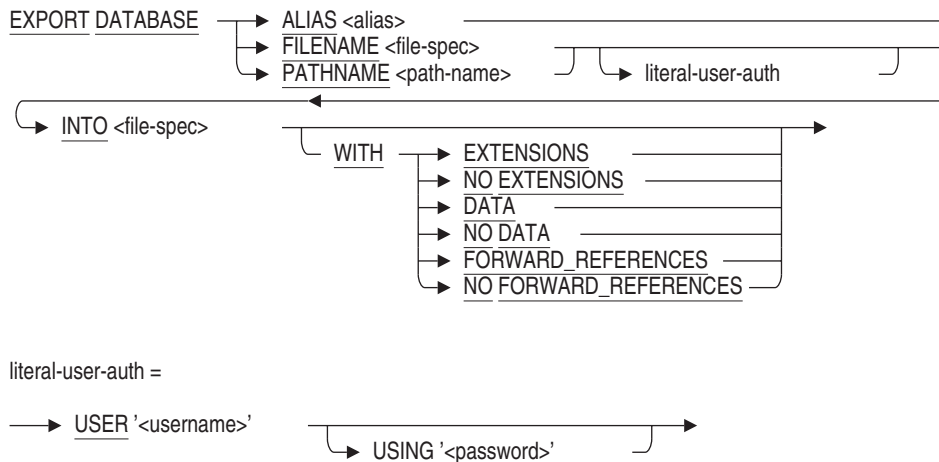 EXPORT DATABASE ALIAS <alias>
FILENAME <file-spec>
PATHNAME <path-name> literal-user-auth
INTO <file-spec>
WITH EXTENSIONS
NO EXTENSIONS
DATA
NO DATA
FORWARD_REFERENCES
NO FORWARD_REFERENCES
literal-user-auth =
USER '<username>'
USING '<password>'